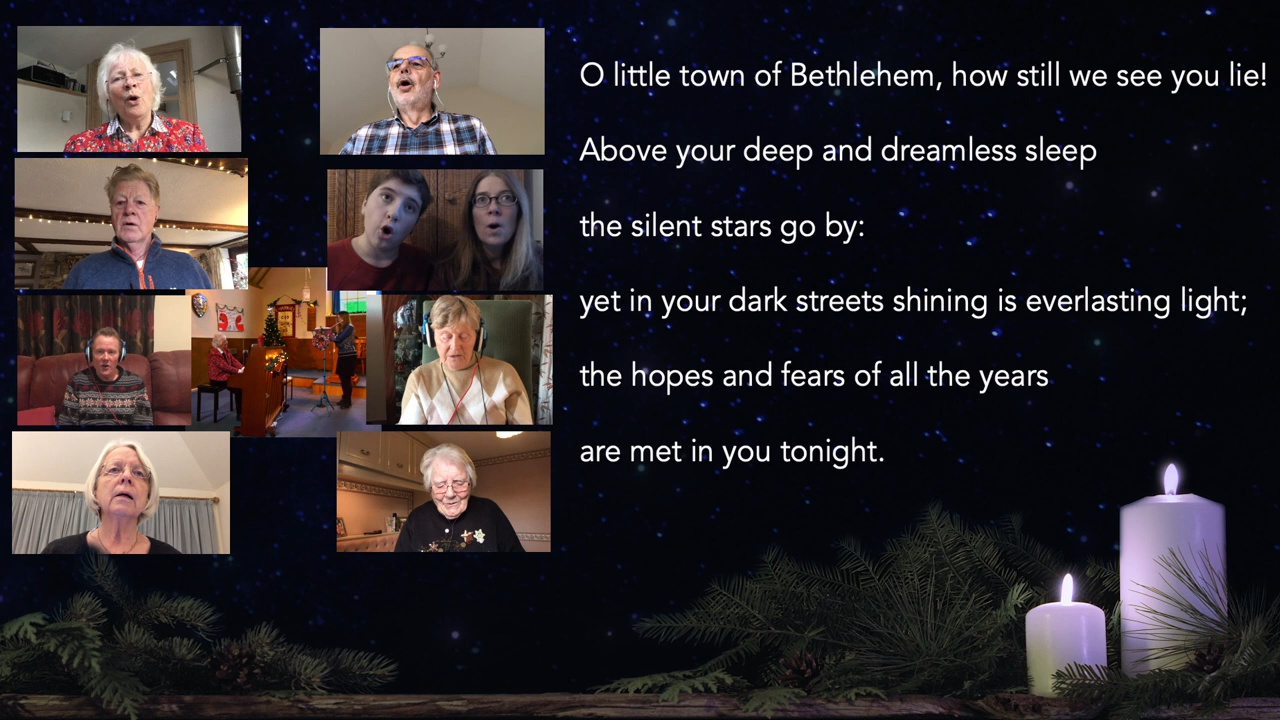 O little town of Bethlehem, how still we see you lie!
Above your deep and dreamless sleep
the silent stars go by:
yet in your dark streets shining is everlasting light;
the hopes and fears of all the years
are met in you tonight.